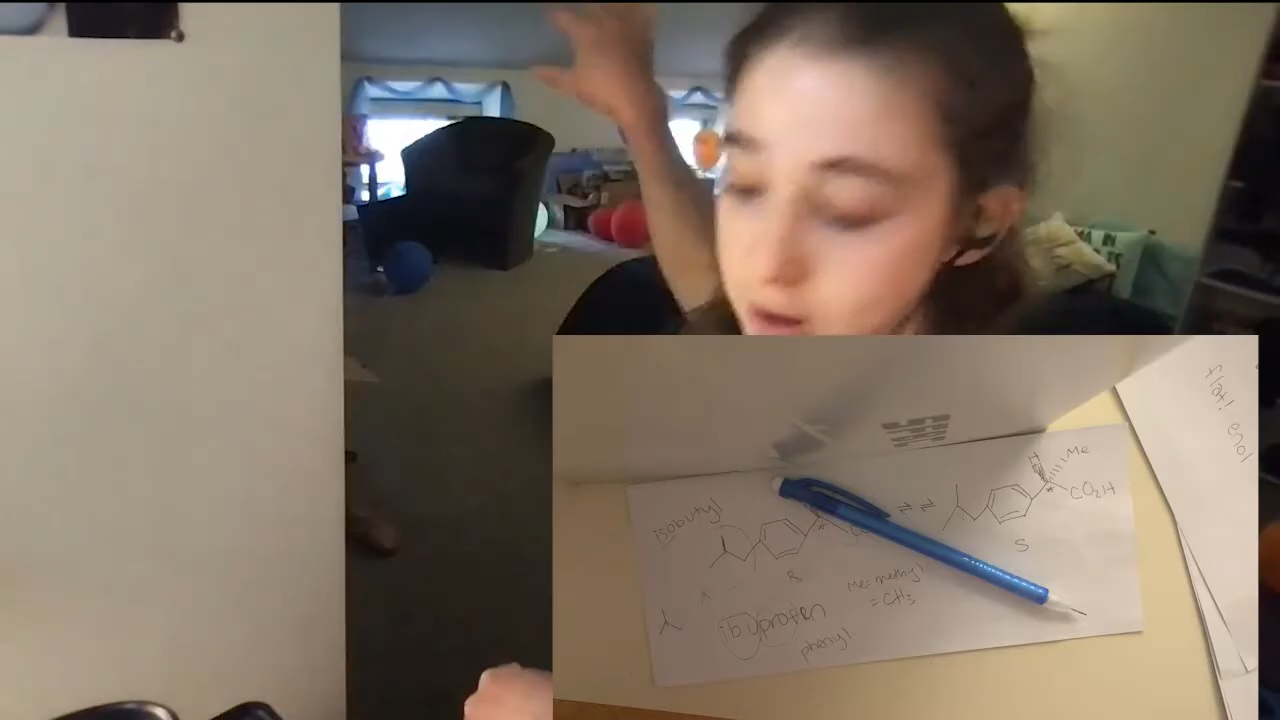 isobutyl
R
H
Me
CO₂H
S
Me = methyl
= CH₃
ibuprofen
phenyl
flat! enol